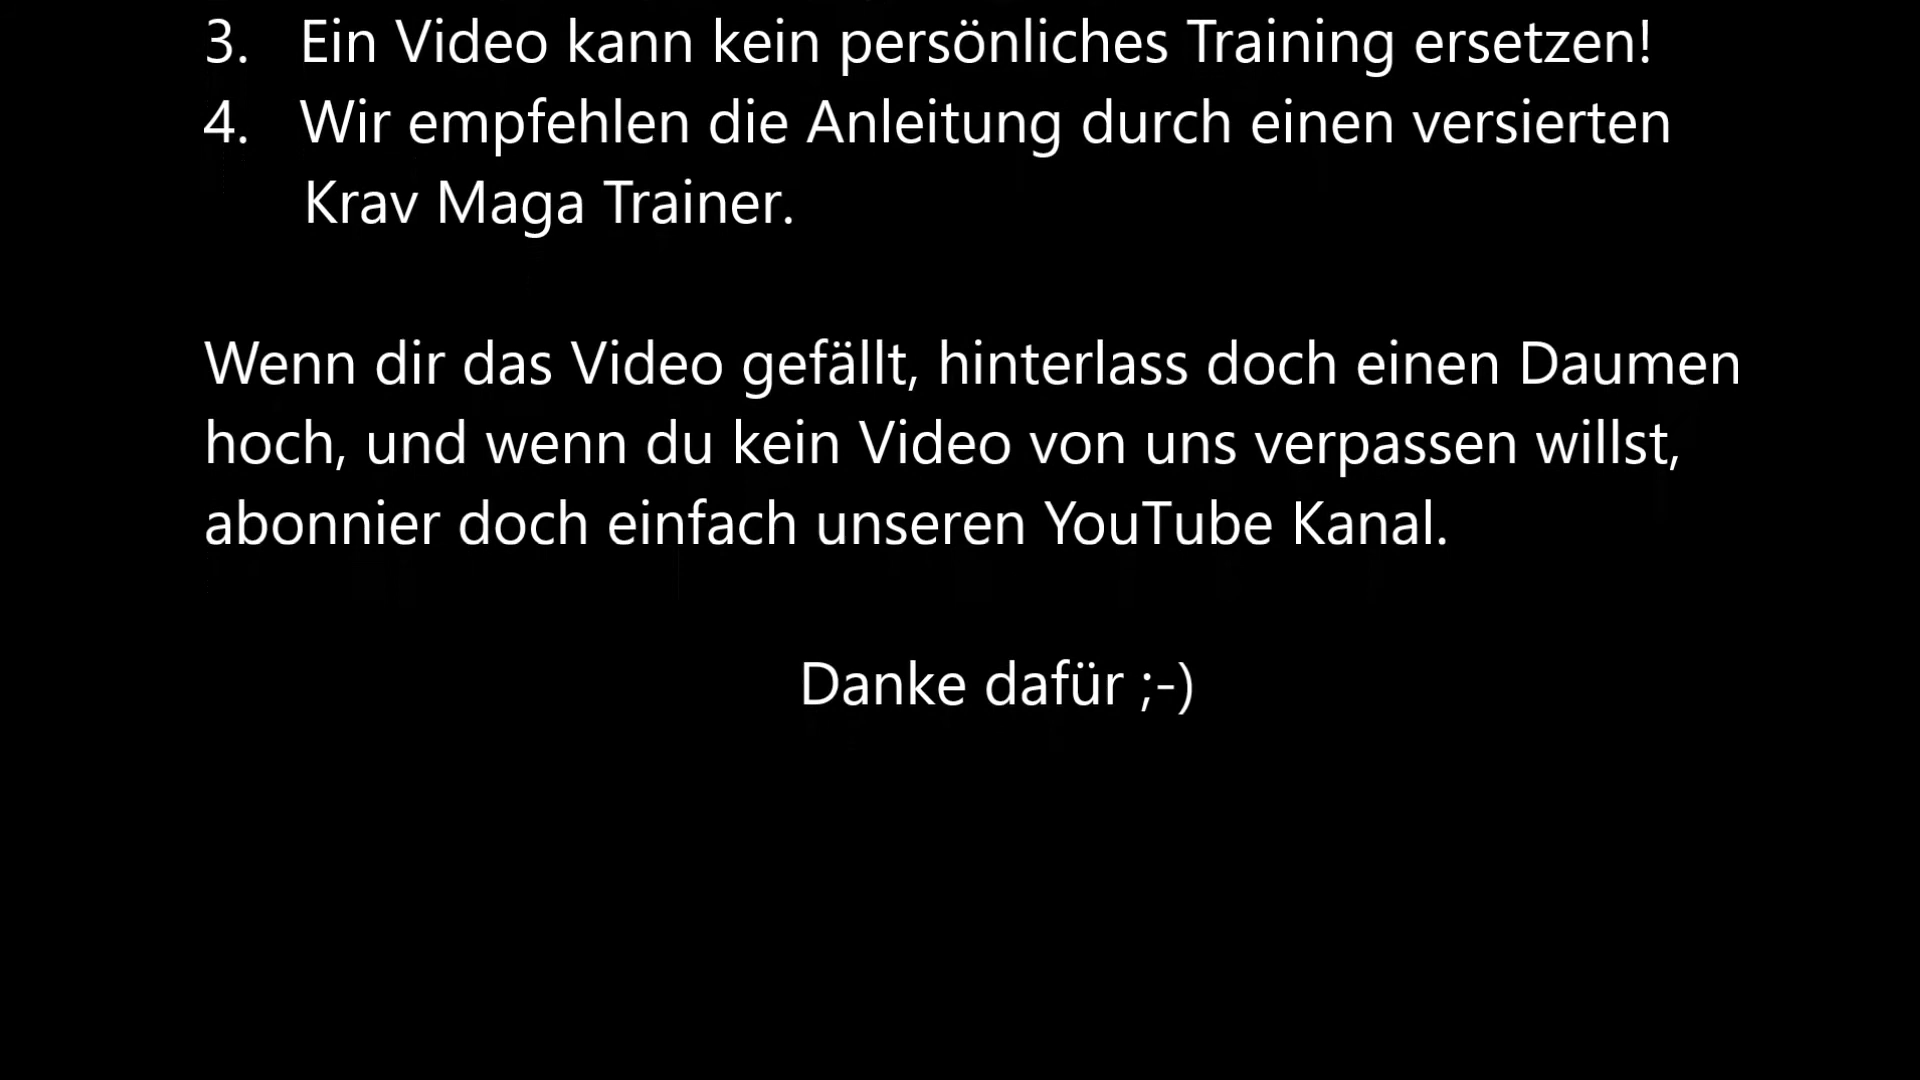 3. Ein Video kann kein persönliches Training ersetzen!
4. Wir empfehlen die Anleitung durch einen versierten
Krav Maga Trainer.
Wenn dir das Video gefällt, hinterlass doch einen Daumen
hoch, und wenn du kein Video von uns verpassen willst,
abonnier doch einfach unseren YouTube Kanal.
Danke dafür ;-)